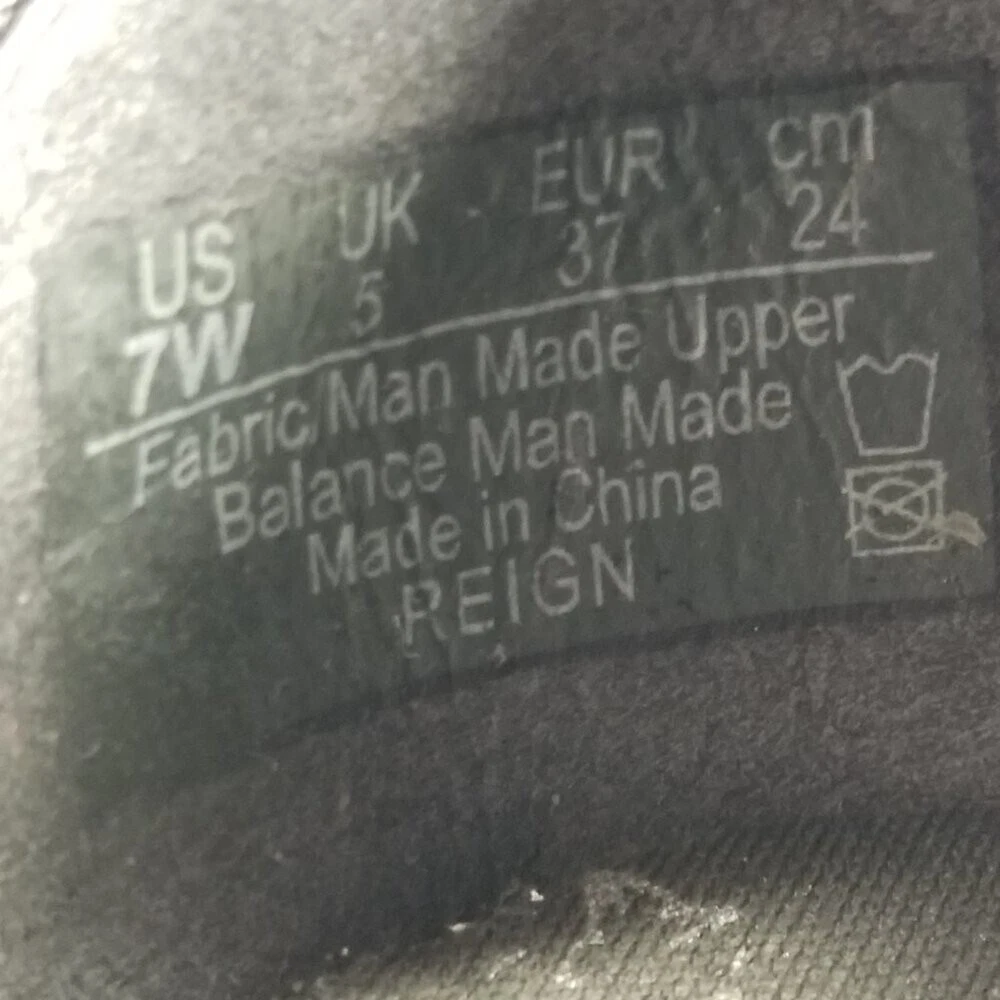 US UK EUR cm
7W 5 37 24
Fabric/Man Made Upper
Balance Man Made
Made in China
REIGN